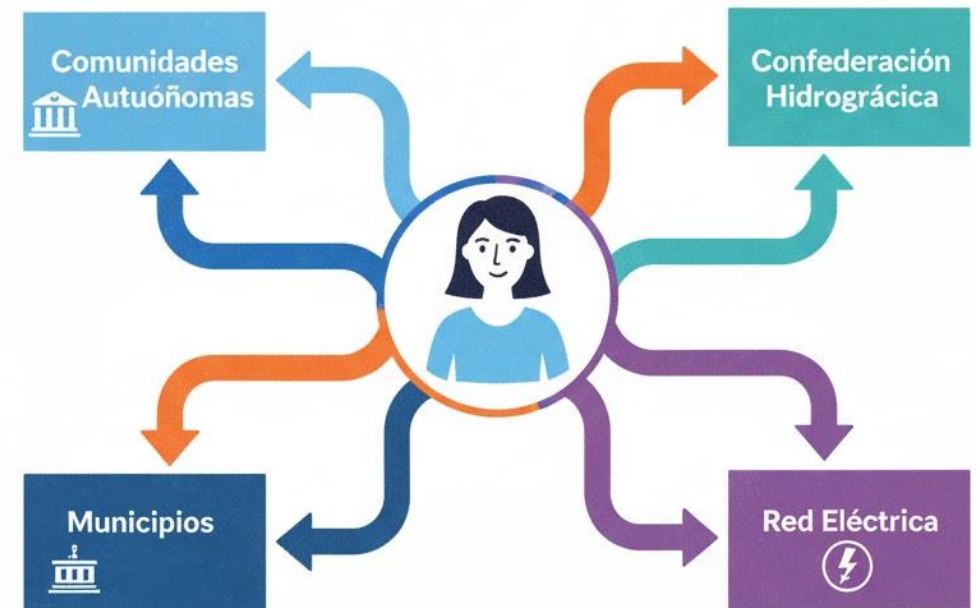 Comunidades
Autuóñomas
Confederación
Hidrográcica
Municipios
Red Eléctrica